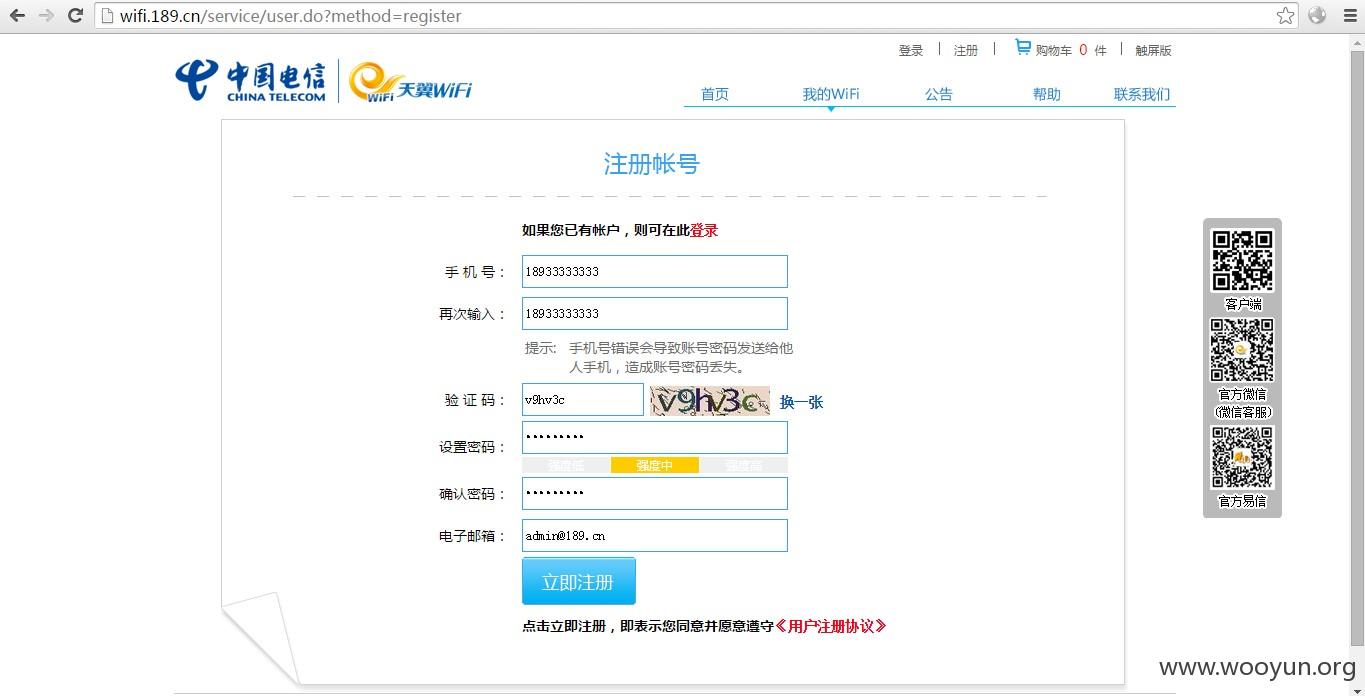 wifi.189.cn/service/user.do?method=register
登录 注册 购物车 0 件 触屏版
中国电信 CHINA TELECOM WiFi 天翼WiFi
首页 我的WiFi 公告 帮助 联系我们
注册帐号
如果您已有帐户，则可在此登录
手 机 号： 18933333333
再次输入： 18933333333
提示: 手机号错误会导致账号密码发送给他
人手机，造成账号密码丢失。
验 证 码： v9hv3c v9hv3c 换一张
设置密码： •••••••••
强度低 强度中 强度高
确认密码： •••••••••
电子邮箱： admin@189.cn
立即注册
点击立即注册，即表示您同意并愿意遵守《用户注册协议》
客户端
官方微信
(微信客服)
官方易信
www.wooyun.org